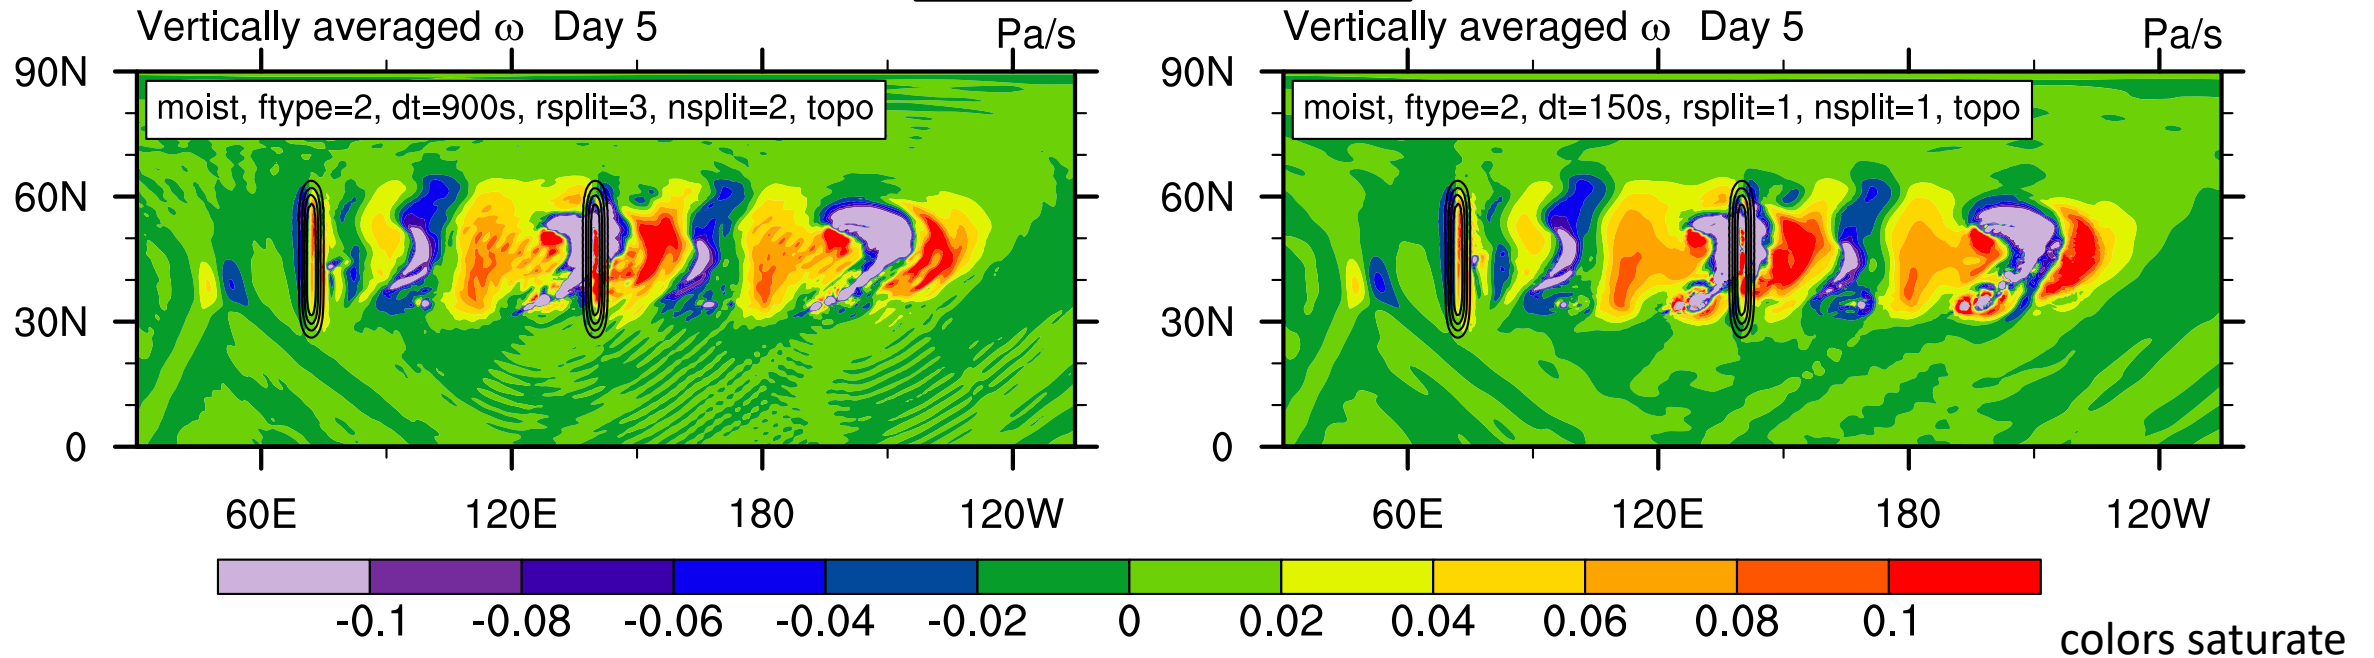 Vertically averaged ω Day 5 Pa/s
moist, ftype=2, dt=900s, rsplit=3, nsplit=2, topo
90N
60N
30N
0
60E 120E 180 120W
Vertically averaged ω Day 5 Pa/s
moist, ftype=2, dt=150s, rsplit=1, nsplit=1, topo
90N
60N
30N
0
60E 120E 180 120W
-0.1 -0.08 -0.06 -0.04 -0.02 0 0.02 0.04 0.06 0.08 0.1
colors saturate